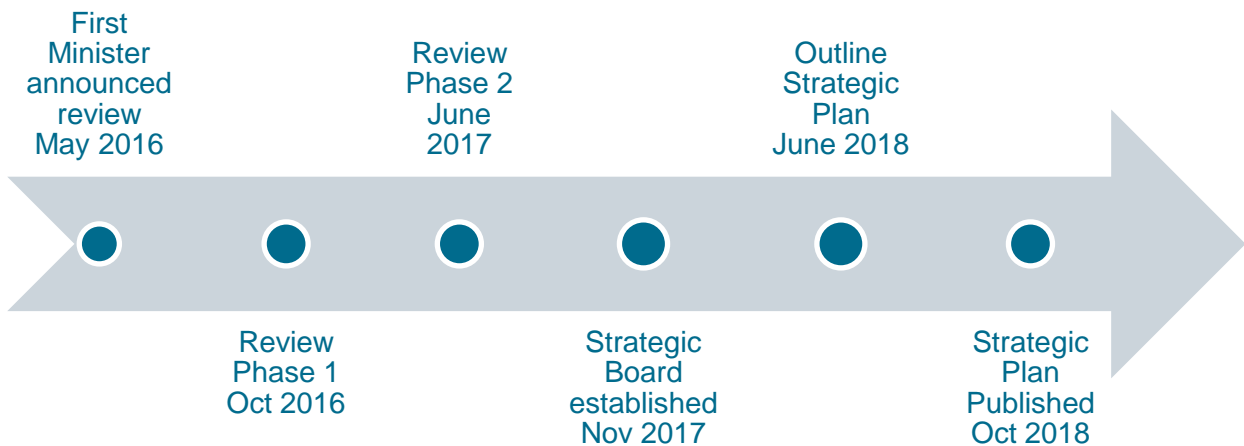 First
Minister
announced
review
May 2016
Review
Phase 1
Oct 2016
Review
Phase 2
June
2017
Strategic
Board
established
Nov 2017
Outline
Strategic
Plan
June 2018
Strategic
Plan
Published
Oct 2018